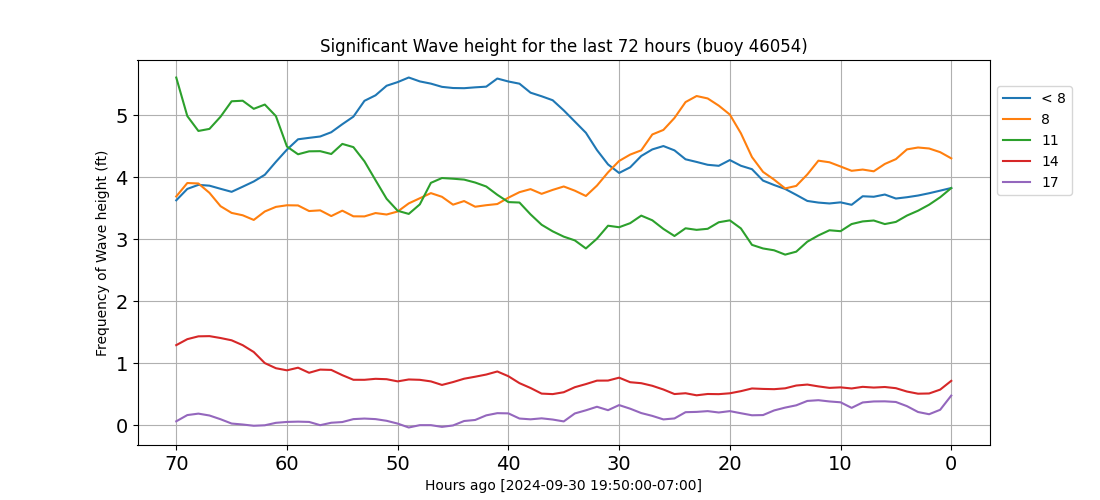 Significant Wave height for the last 72 hours (buoy 46054)
Frequency of Wave height (ft)
5
4
3
2
1
0
70 60 50 40 30 20 10 0
Hours ago [2024-09-30 19:50:00-07:00]
< 8
8
11
14
17